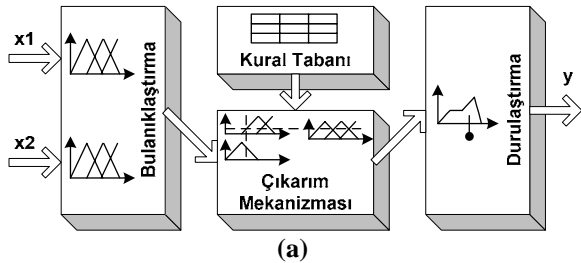 x1
x2
Bulanıklaştırma
Kural Tabanı
Çıkarım
Mekanizması
Durulaştırma
y
(a)